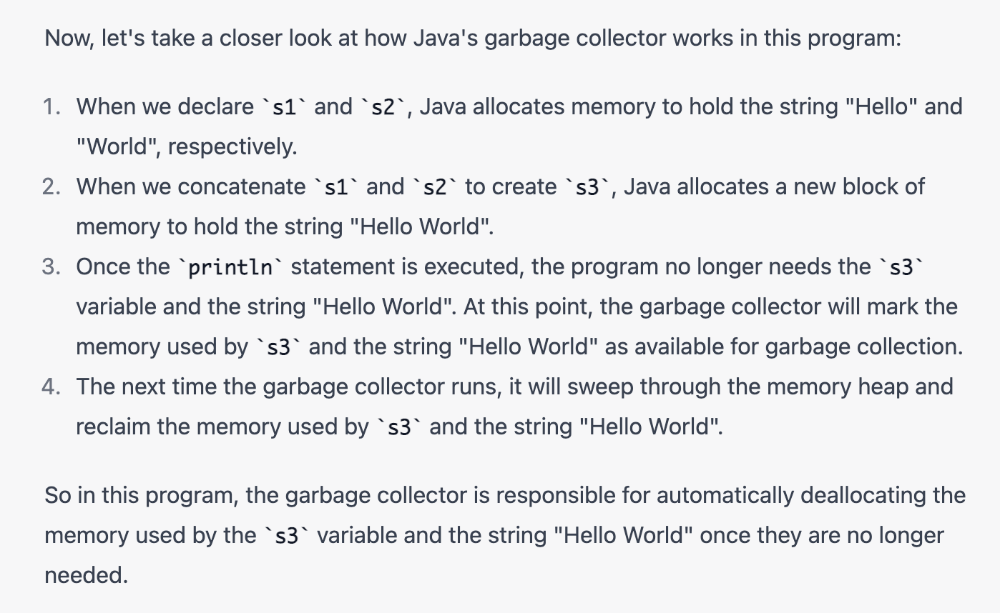 Now, let's take a closer look at how Java's garbage collector works in this program:
1. When we declare `s1` and `s2`, Java allocates memory to hold the string "Hello" and
"World", respectively.
2. When we concatenate `s1` and `s2` to create `s3`, Java allocates a new block of
memory to hold the string "Hello World".
3. Once the `println` statement is executed, the program no longer needs the `s3`
variable and the string "Hello World". At this point, the garbage collector will mark the
memory used by `s3` and the string "Hello World" as available for garbage collection.
4. The next time the garbage collector runs, it will sweep through the memory heap and
reclaim the memory used by `s3` and the string "Hello World".
So in this program, the garbage collector is responsible for automatically deallocating the
memory used by the `s3` variable and the string "Hello World" once they are no longer
needed.